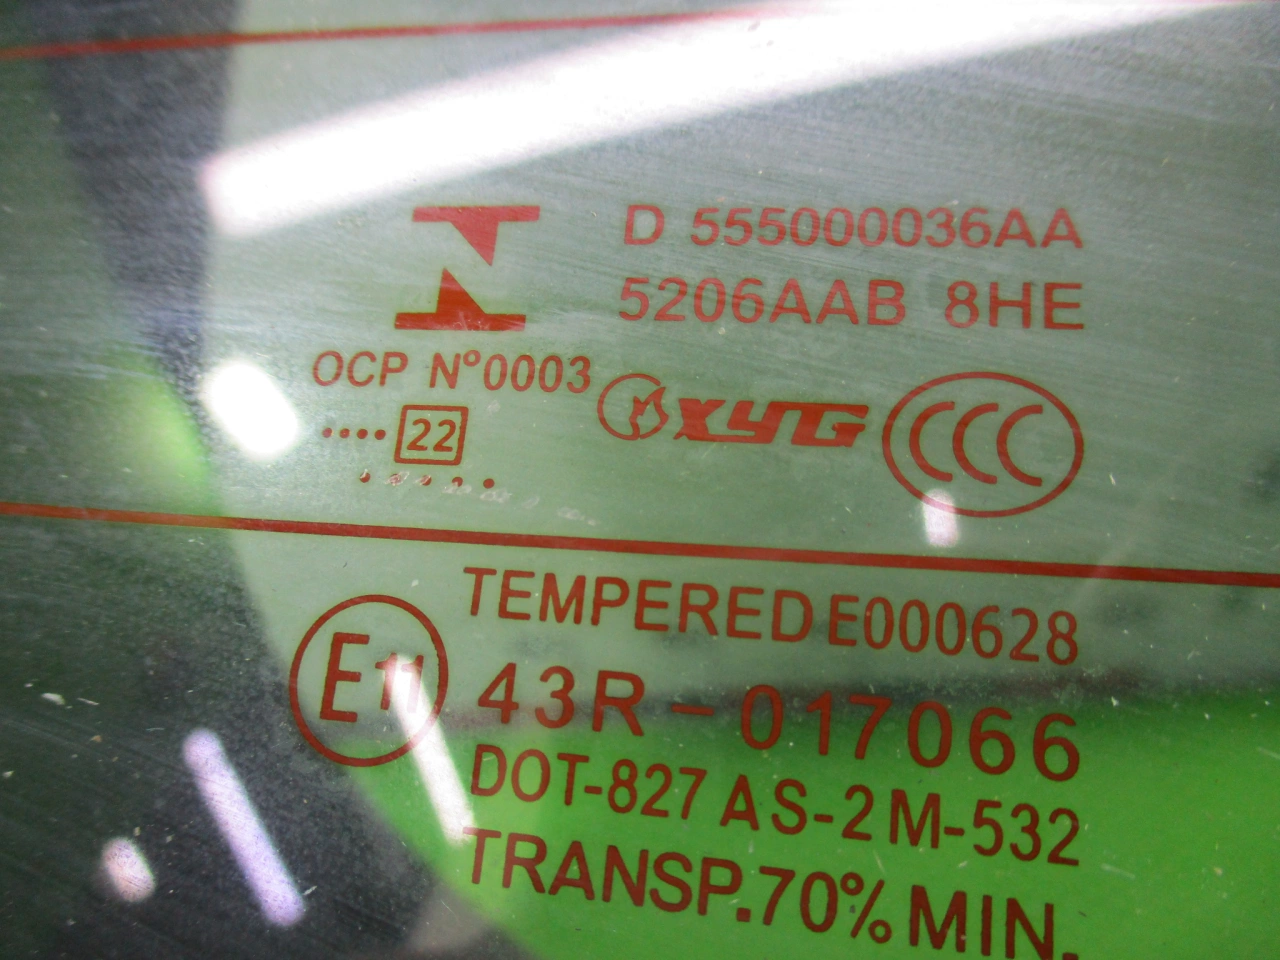 D 555000036AA
5206AAB 8HE
OCP Nº0003
XYG
CCC
····22
TEMPERED E000628
E11
43R-017066
DOT-827 AS-2 M-532
TRANSP.70% MIN.